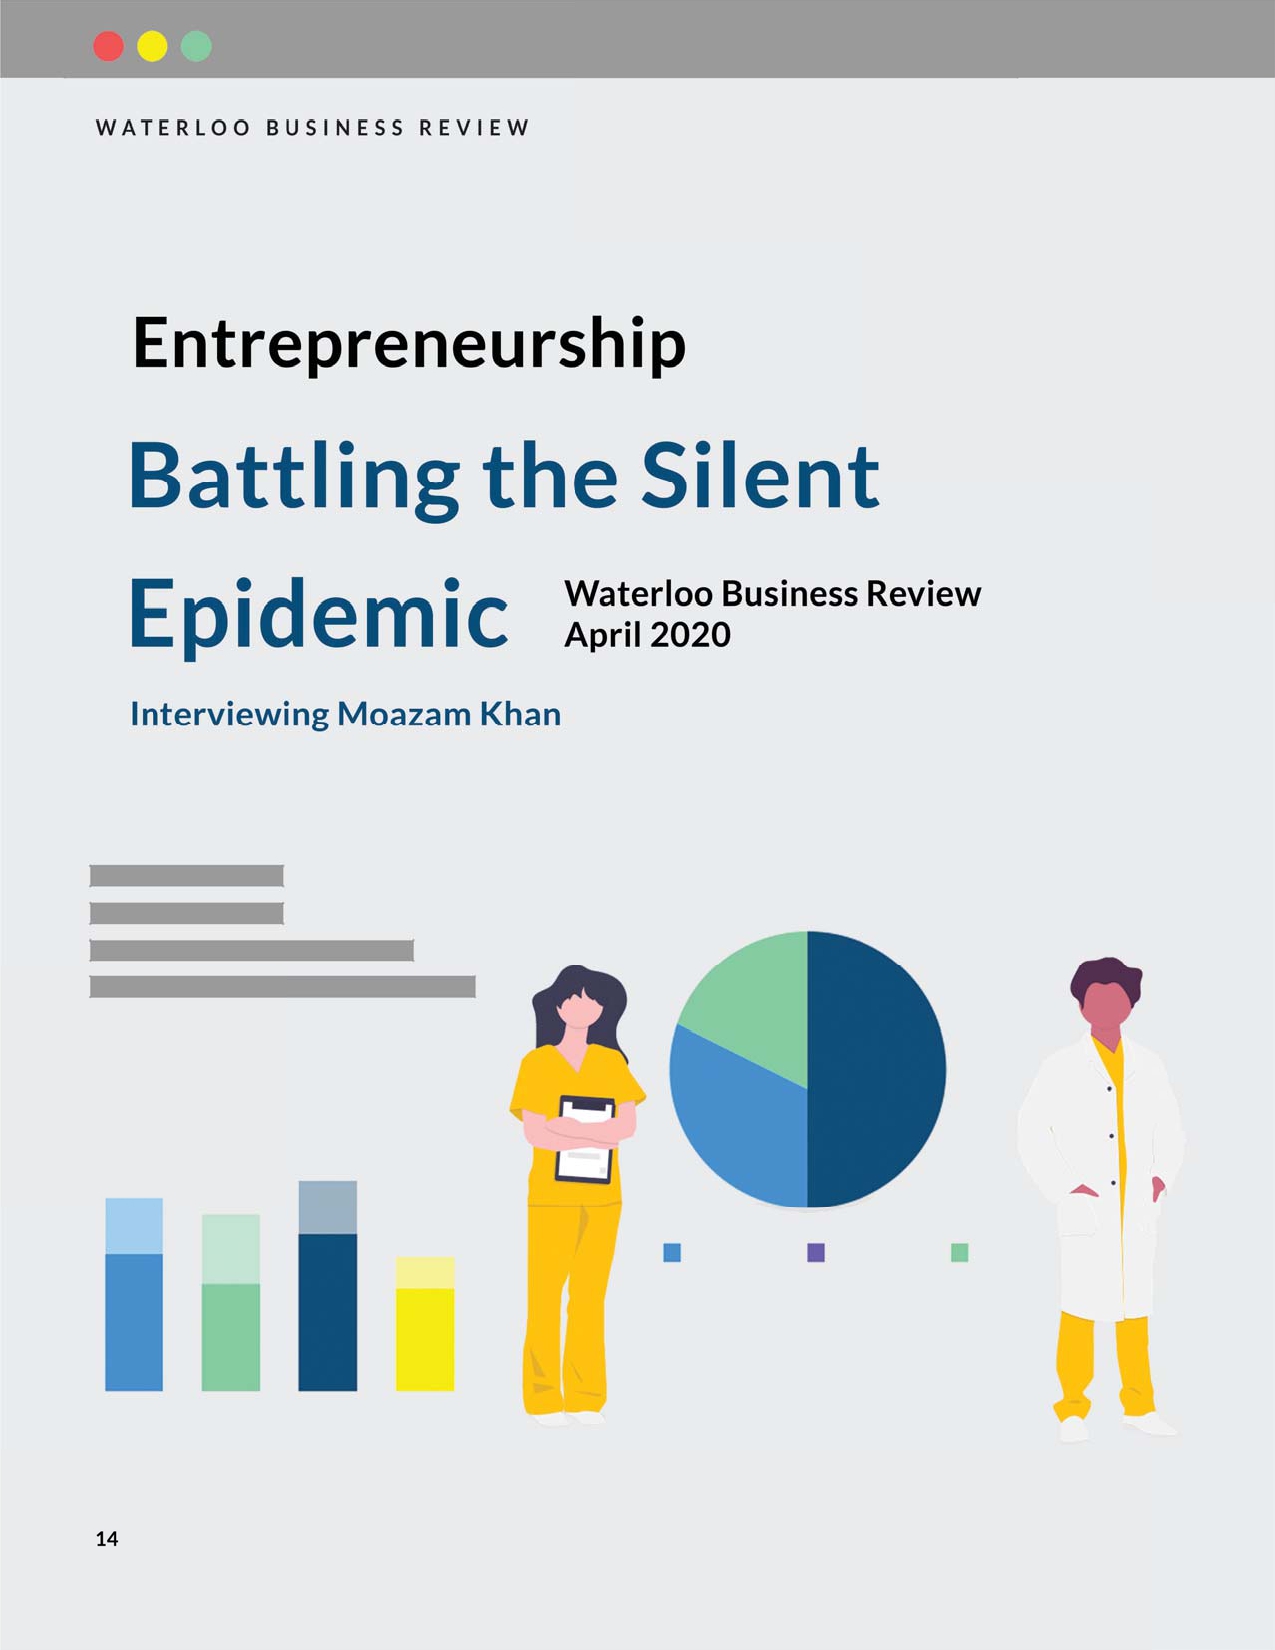 WATERLOO BUSINESS REVIEW
Entrepreneurship
Battling the Silent
Epidemic
Waterloo Business Review
April 2020
Interviewing Moazam Khan
14